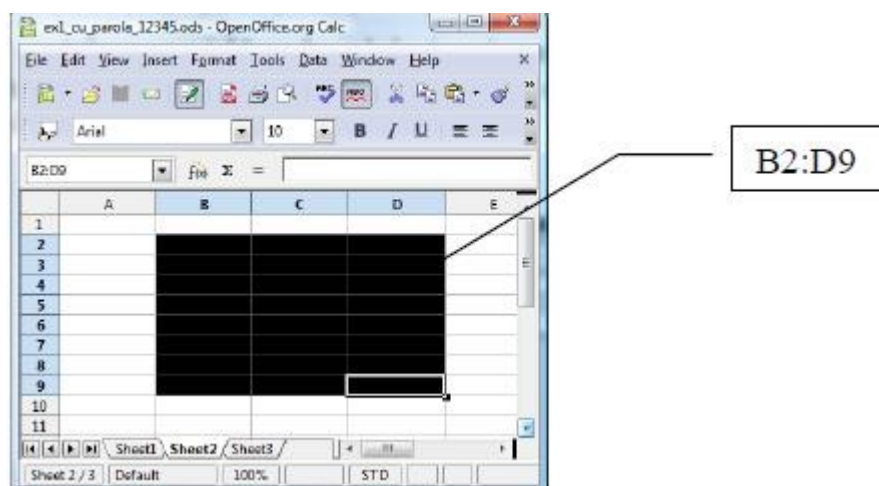 ex1_cu_parola_12345.ods - OpenOffice.org Calc
File Edit View Insert Format Tools Data Window Help
Arial 10 B I U
B2:D9 f(x) Σ =
A B C D E
1
2
3
4
5
6
7
8
9
10
11
Sheet1 Sheet2 Sheet3
Sheet 2 / 3 Default 100% STD
B2:D9